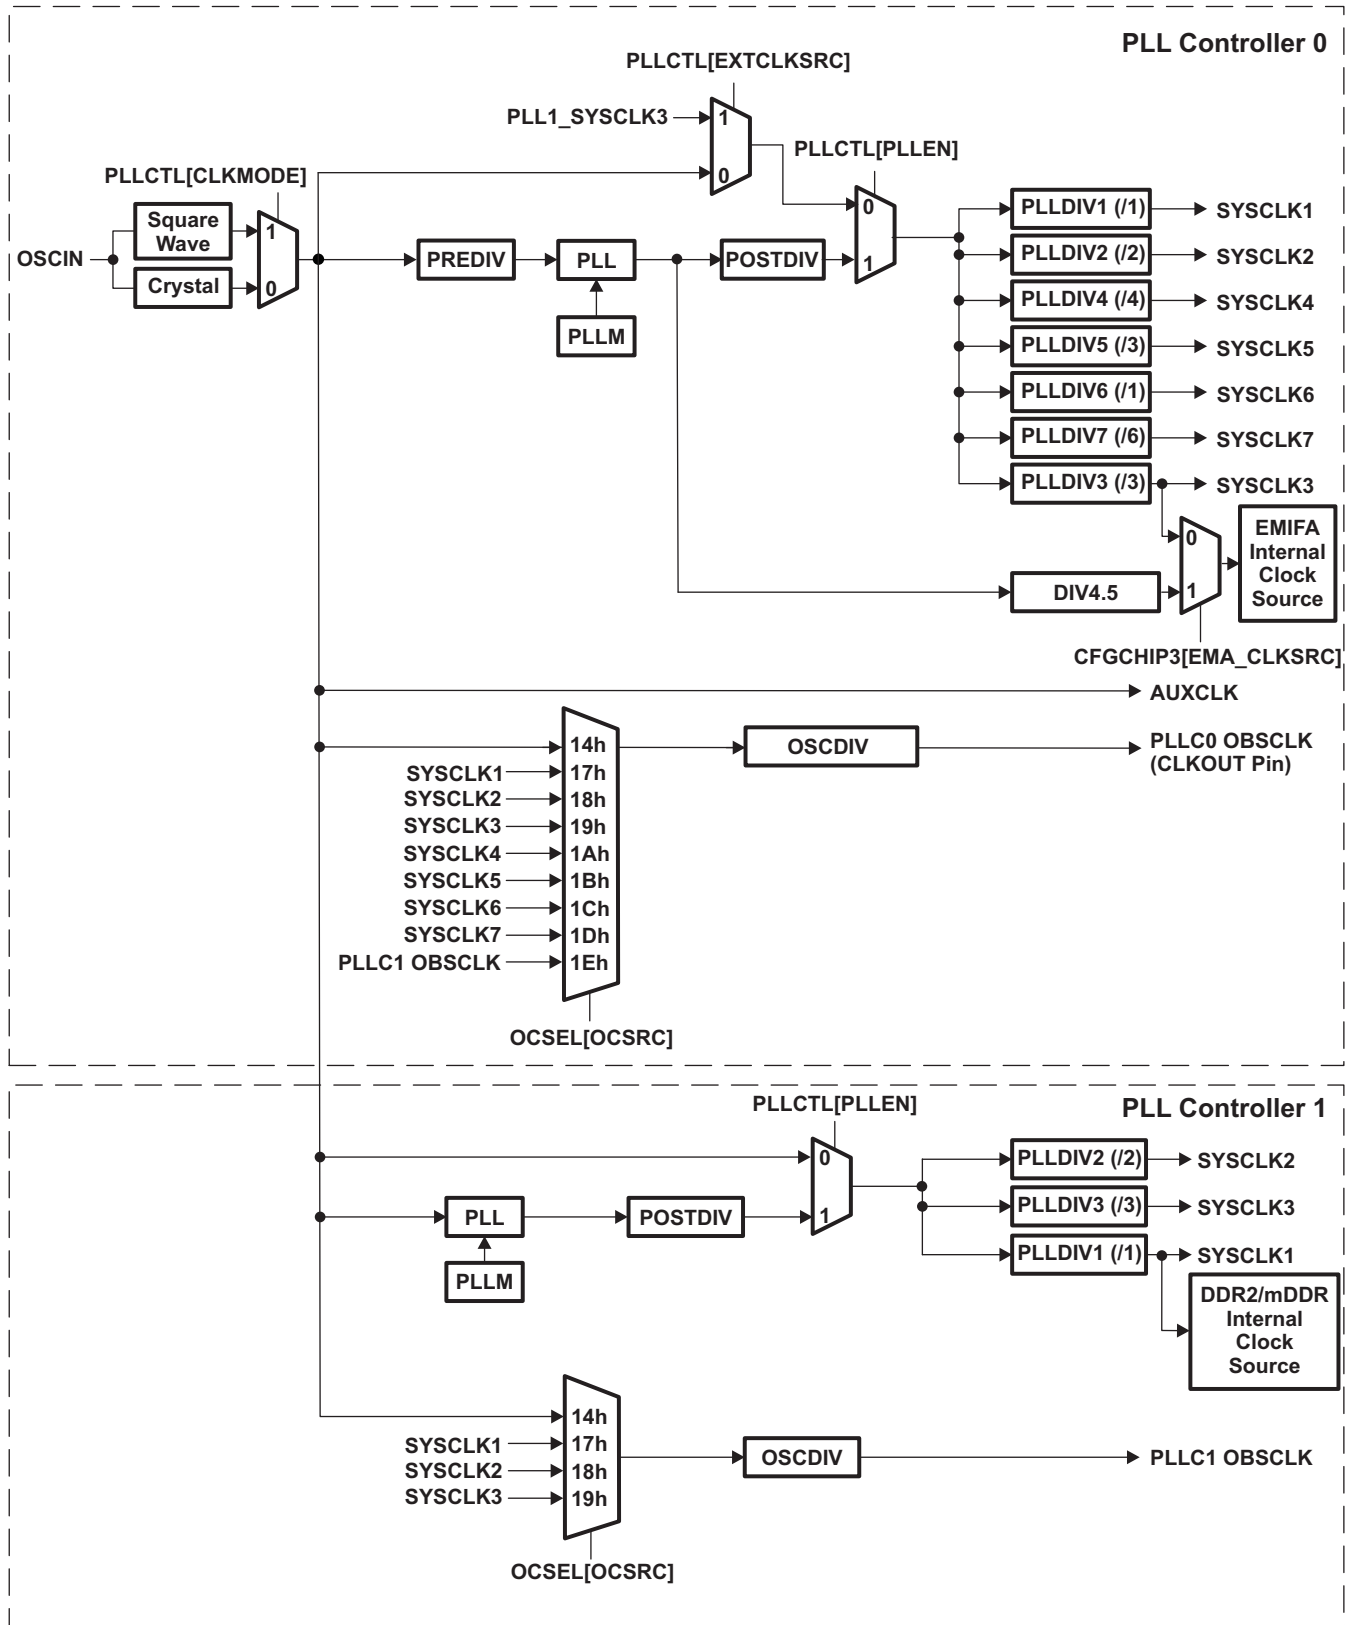 PLL Controller 0
PLLCTL[EXTCLKSRC]
PLL1_SYSCLK3
1
0
PLLCTL[PLLEN]
0
1
PLLCTL[CLKMODE]
OSCIN
Square
Wave
Crystal
1
0
PREDIV
PLL
PLLM
POSTDIV
PLLDIV1 (/1)
SYSCLK1
PLLDIV2 (/2)
SYSCLK2
PLLDIV4 (/4)
SYSCLK4
PLLDIV5 (/3)
SYSCLK5
PLLDIV6 (/1)
SYSCLK6
PLLDIV7 (/6)
SYSCLK7
PLLDIV3 (/3)
SYSCLK3
DIV4.5
0
1
EMIFA
Internal
Clock
Source
CFGCHIP3[EMA_CLKSRC]
AUXCLK
14h
SYSCLK1
17h
SYSCLK2
18h
SYSCLK3
19h
SYSCLK4
1Ah
SYSCLK5
1Bh
SYSCLK6
1Ch
SYSCLK7
1Dh
PLLC1 OBSCLK
1Eh
OCSEL[OCSRC]
OSCDIV
PLLC0 OBSCLK
(CLKOUT Pin)
PLL Controller 1
PLLCTL[PLLEN]
0
1
PLL
PLLM
POSTDIV
PLLDIV2 (/2)
SYSCLK2
PLLDIV3 (/3)
SYSCLK3
PLLDIV1 (/1)
SYSCLK1
DDR2/mDDR
Internal
Clock
Source
14h
SYSCLK1
17h
SYSCLK2
18h
SYSCLK3
19h
OCSEL[OCSRC]
OSCDIV
PLLC1 OBSCLK